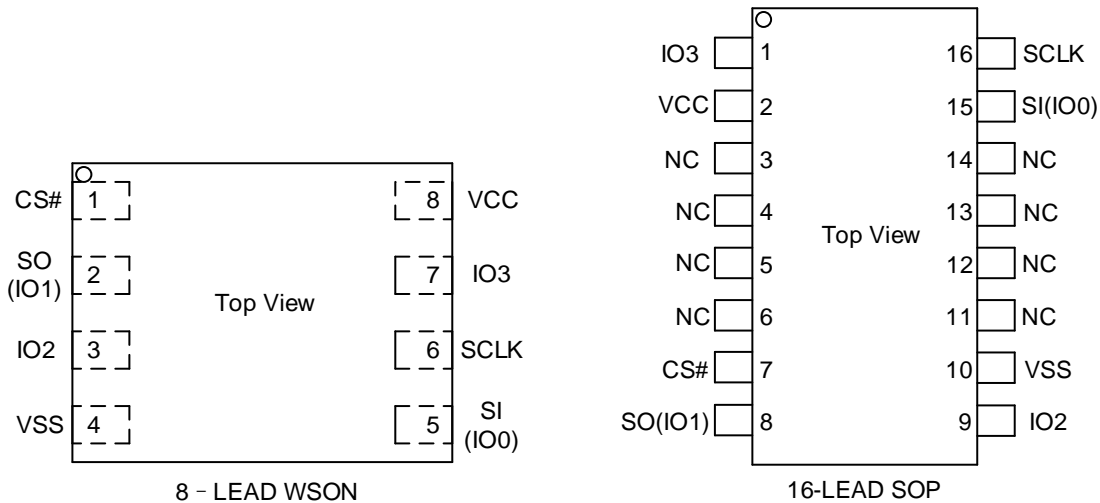 CS#
1
8
VCC
SO
(IO1)
2
7
IO3
Top View
IO2
3
6
SCLK
VSS
4
5
SI
(IO0)
8 - LEAD WSON
IO3
1
16
SCLK
VCC
2
15
SI(IO0)
NC
3
14
NC
NC
4
13
NC
Top View
NC
5
12
NC
NC
6
11
NC
CS#
7
10
VSS
SO(IO1)
8
9
IO2
16-LEAD SOP